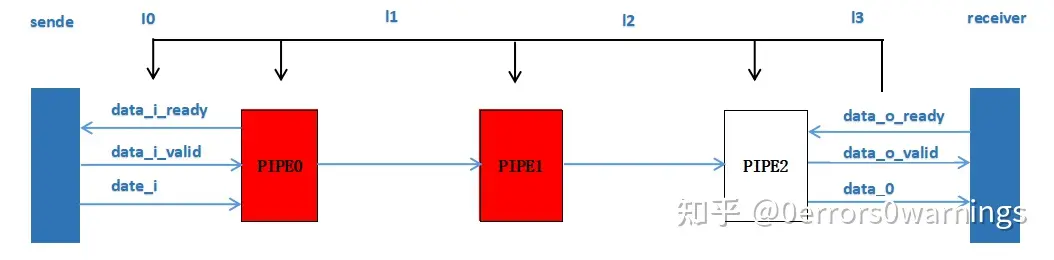 sende
l0
l1
l2
l3
receiver
data_i_ready
data_i_valid
date_i
PIPE0
PIPE1
PIPE2
data_o_ready
data_o_valid
data_0
知乎 @0errors0warnings